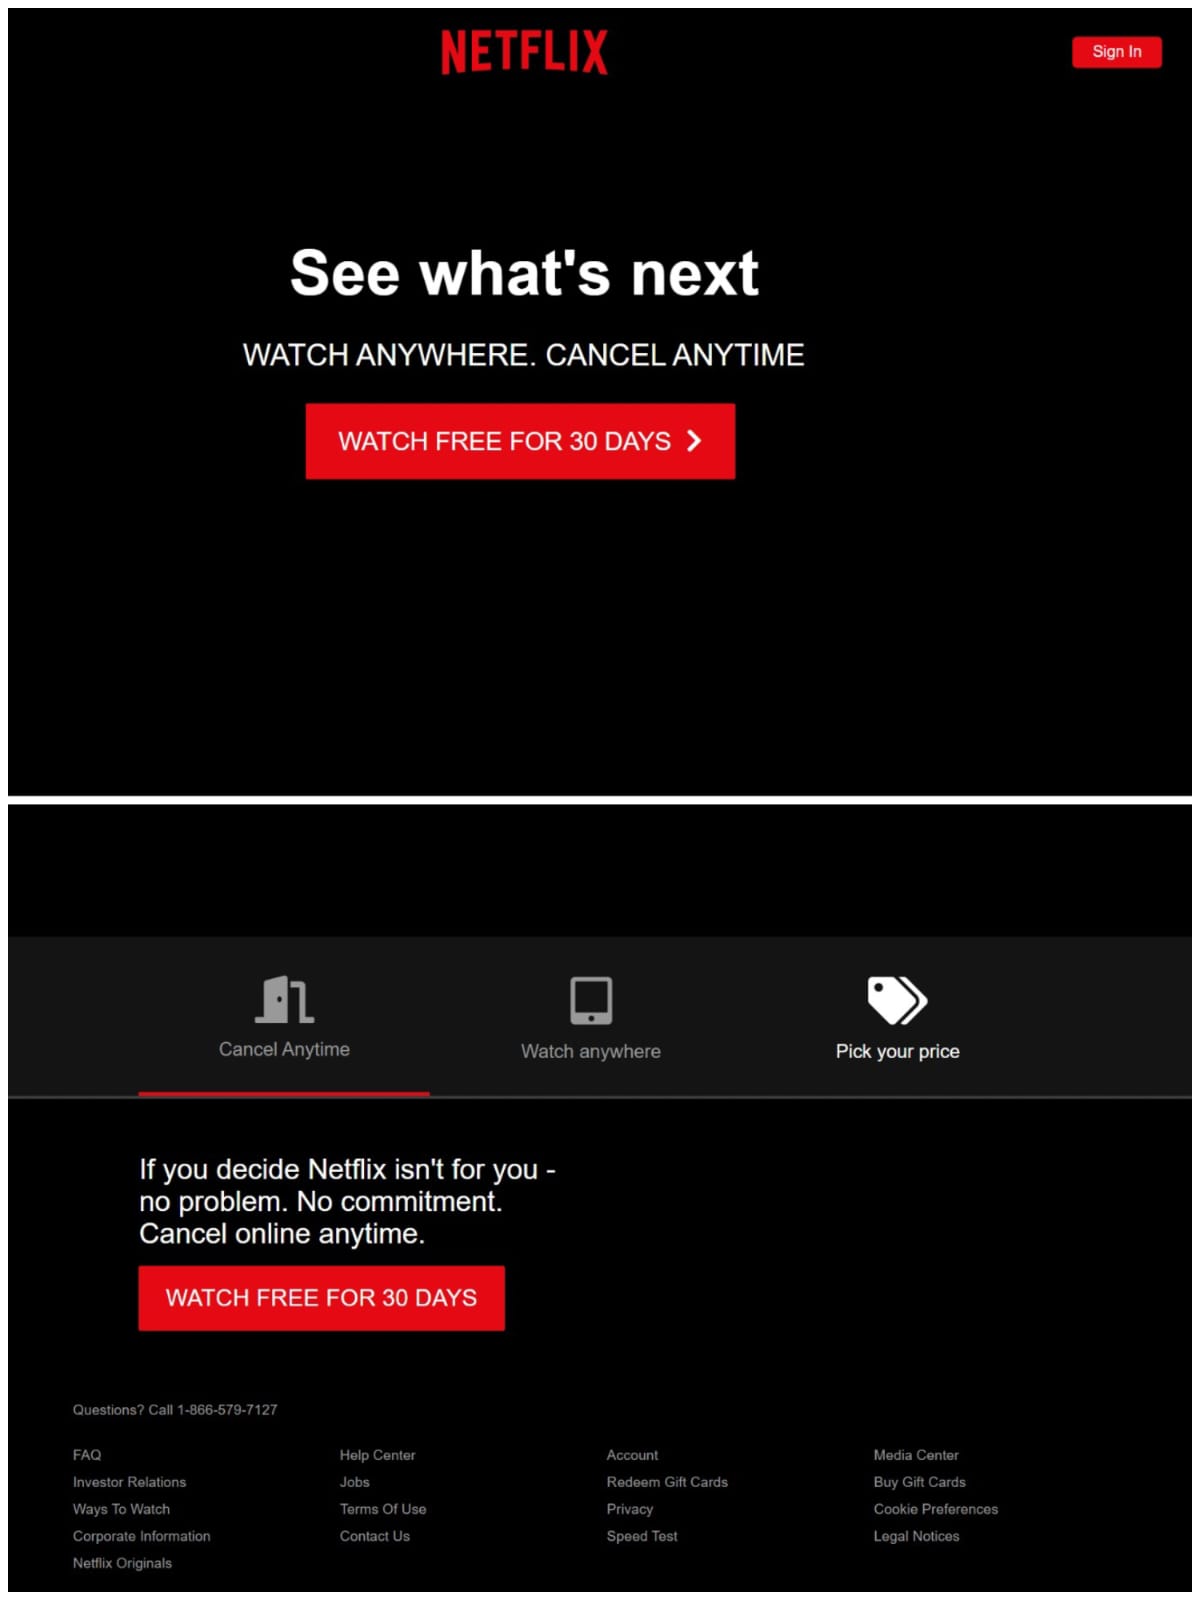 NETFLIX
Sign In
See what's next
WATCH ANYWHERE. CANCEL ANYTIME
WATCH FREE FOR 30 DAYS
Cancel Anytime
Watch anywhere
Pick your price
If you decide Netflix isn't for you -
no problem. No commitment.
Cancel online anytime.
WATCH FREE FOR 30 DAYS
Questions? Call 1-866-579-7127
FAQ
Investor Relations
Ways To Watch
Corporate Information
Netflix Originals
Help Center
Jobs
Terms Of Use
Contact Us
Account
Redeem Gift Cards
Privacy
Speed Test
Media Center
Buy Gift Cards
Cookie Preferences
Legal Notices